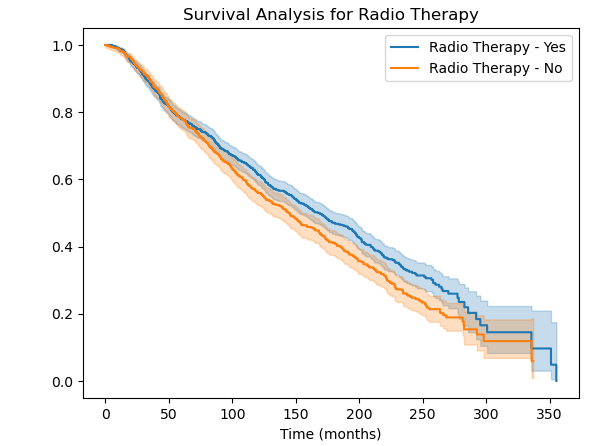 Survival Analysis for Radio Therapy
Radio Therapy - Yes
Radio Therapy - No
1.0
0.8
0.6
0.4
0.2
0.0
0 50 100 150 200 250 300 350
Time (months)